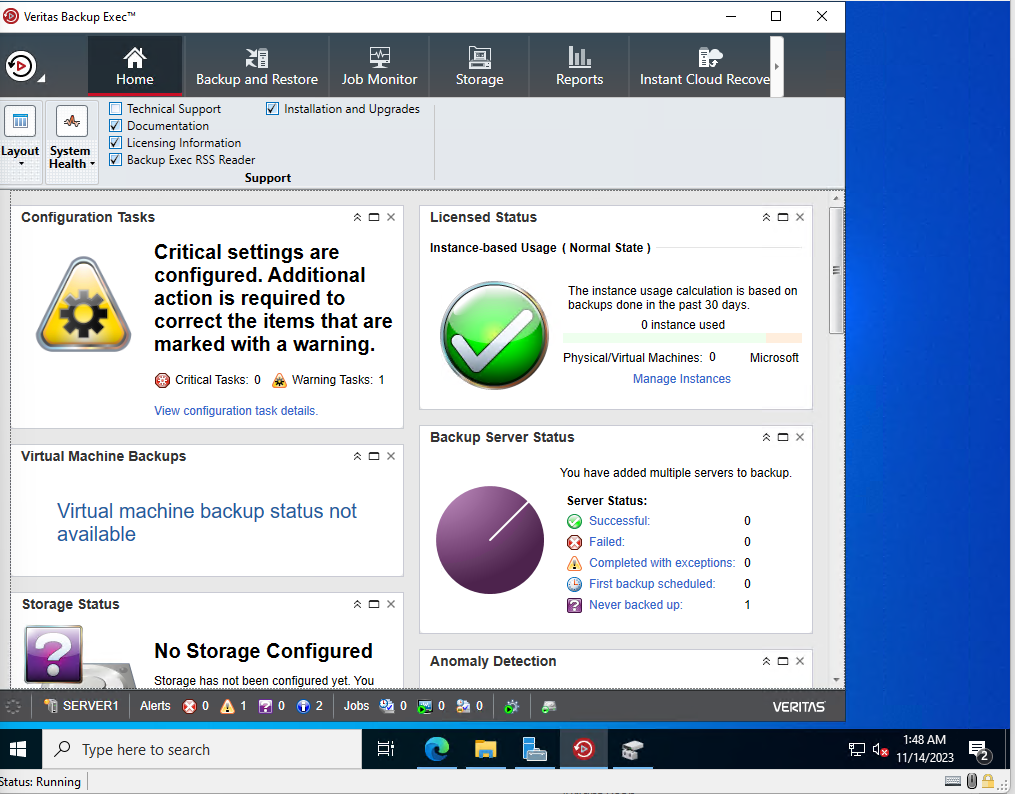 Veritas Backup Exec™
Home
Backup and Restore
Job Monitor
Storage
Reports
Instant Cloud Recove
Layout
System
Health
Technical Support
Documentation
Licensing Information
Backup Exec RSS Reader
Installation and Upgrades
Support
Configuration Tasks
Critical settings are
configured. Additional
action is required to
correct the items that are
marked with a warning.
Critical Tasks: 0 Warning Tasks: 1
View configuration task details.
Virtual Machine Backups
Virtual machine backup status not
available
Storage Status
No Storage Configured
Storage has not been configured yet. You
Licensed Status
Instance-based Usage ( Normal State )
The instance usage calculation is based on
backups done in the past 30 days.
0 instance used
Physical/Virtual Machines: 0 Microsoft
Manage Instances
Backup Server Status
You have added multiple servers to backup.
Server Status:
Successful: 0
Failed: 0
Completed with exceptions: 0
First backup scheduled: 0
Never backed up: 1
Anomaly Detection
SERVER1 Alerts 0 1 0 2 Jobs 0 0 0 VERITAS
Type here to search
1:48 AM
11/14/2023
2
Status: Running